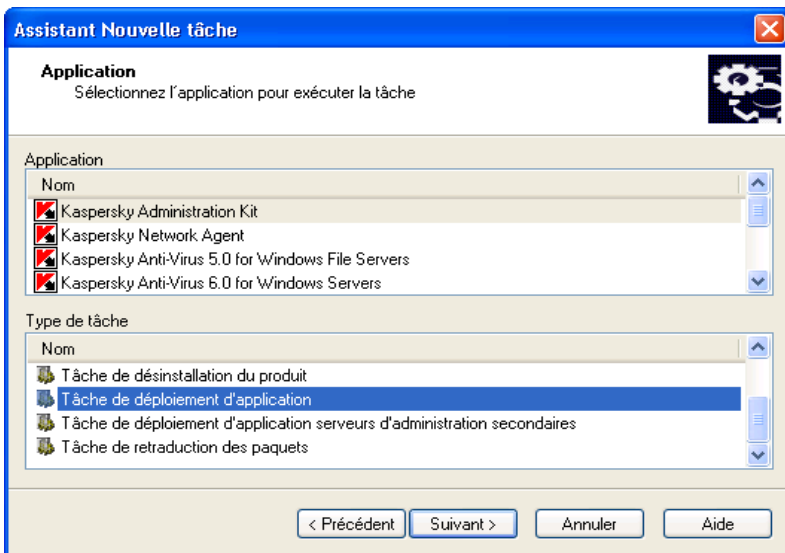 Assistant Nouvelle tâche
Application
Sélectionnez l'application pour exécuter la tâche
Application
Nom
Kaspersky Administration Kit
Kaspersky Network Agent
Kaspersky Anti-Virus 5.0 for Windows File Servers
Kaspersky Anti-Virus 6.0 for Windows Servers
Type de tâche
Nom
Tâche de désinstallation du produit
Tâche de déploiement d'application
Tâche de déploiement d'application serveurs d'administration secondaires
Tâche de retraduction des paquets
< Précédent Suivant > Annuler Aide